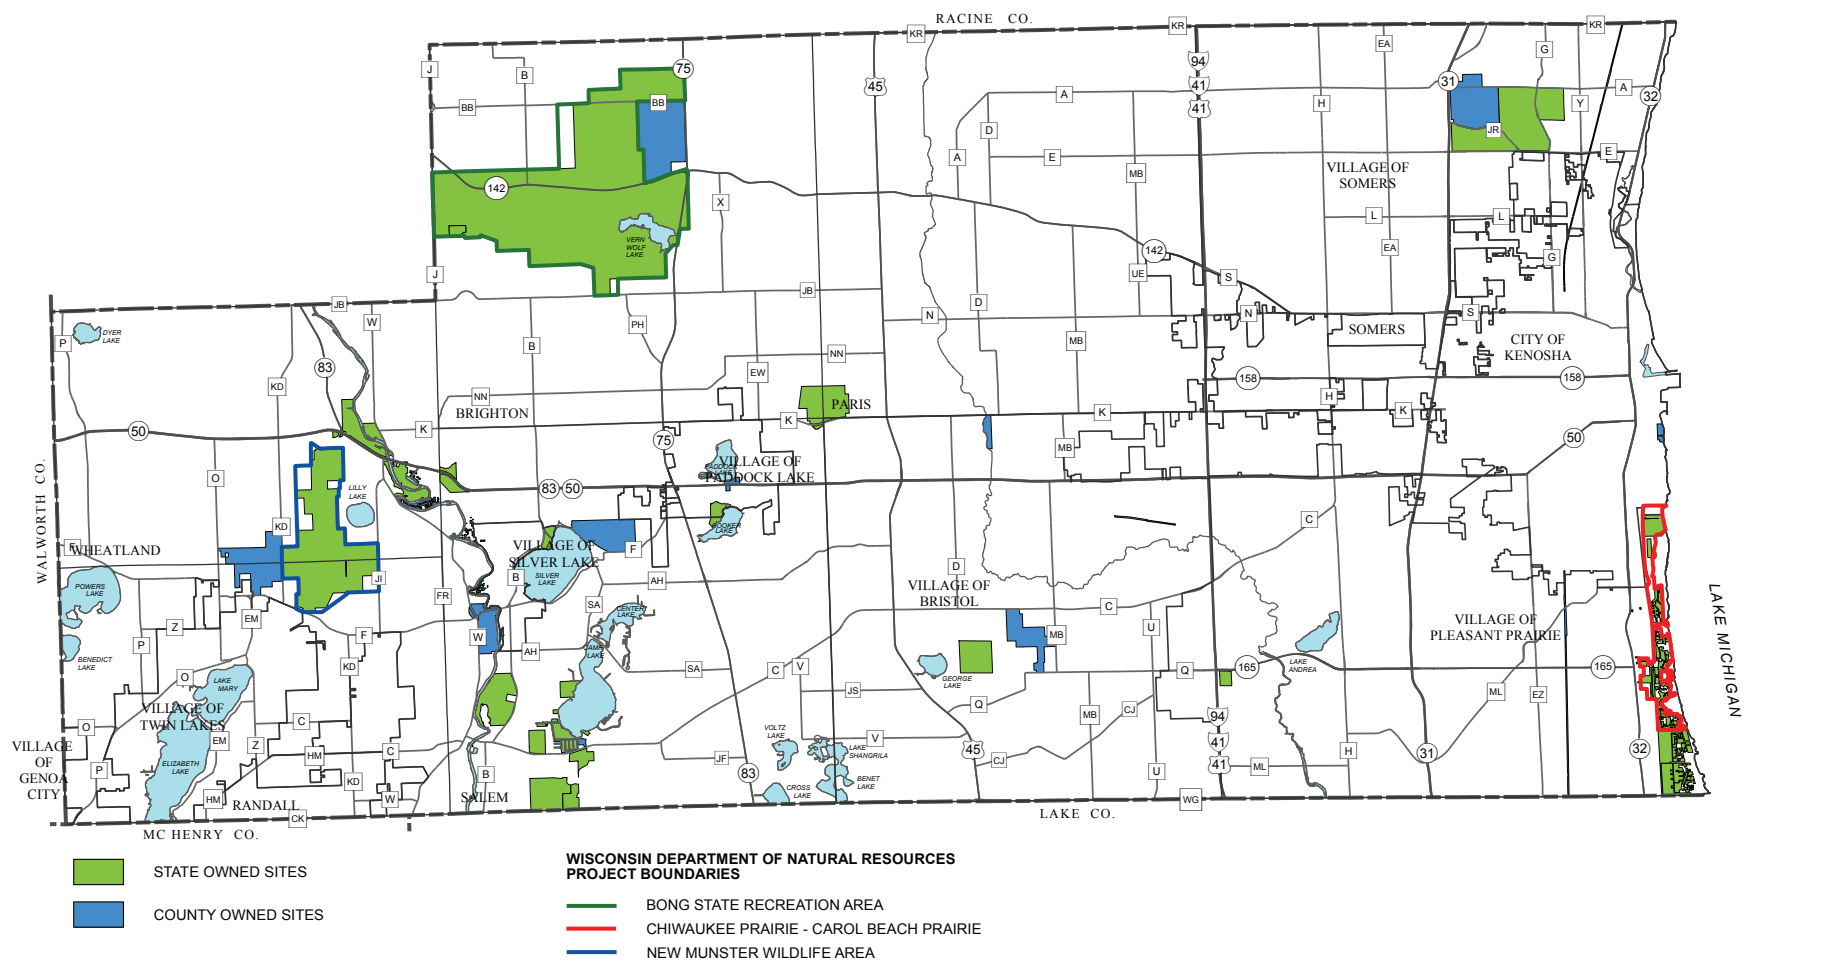 RACINE CO.
KR
KR
KR
J
B
75
BB
BB
45
94
41
41
A
H
EA
31
G
Y
A
32
JR
D
A
E
MB
E
VILLAGE OF
SOMERS
142
X
L
L
VERN
WOLF
LAKE
EA
G
142
UE
S
J
JB
JB
W
D
N
N
S
P
DYER
LAKE
PH
B
MB
SOMERS
CITY OF
KENOSHA
83
NN
EW
KD
158
158
NN
BRIGHTON
PARIS
H
K
K
K
K
50
50
75
MB
WALWORTH CO.
O
PADDOCK
LAKE
VILLAGE OF
PADDOCK LAKE
LILLY
LAKE
83
50
KD
HOOKER
LAKE
C
WHEATLAND
VILLAGE OF
SILVER LAKE
F
SILVER
LAKE
B
JI
AH
D
VILLAGE OF
BRISTOL
POWERS
LAKE
FR
SA
CENTER
LAKE
C
LAKE MICHIGAN
EM
Z
F
W
MB
U
VILLAGE OF
PLEASANT PRAIRIE
P
AH
CAMP
LAKE
BENEDICT
LAKE
KD
SA
C
V
GEORGE
LAKE
Q
165
LAKE
ANDREA
165
O
LAKE
MARY
JS
Q
ML
EZ
VILLAGE OF
TWIN LAKES
MB
CJ
94
O
C
VOLTZ
LAKE
V
EM
Z
C
HM
LAKE
SHANGRILA
45
41
32
VILLAGE
OF
GENOA
CITY
H
31
JF
CJ
41
ML
U
P
ELIZABETH
LAKE
B
83
KD
BENET
LAKE
CROSS
LAKE
HM
W
SALEM
WG
RANDALL
CK
LAKE CO.
MC HENRY CO.
STATE OWNED SITES
COUNTY OWNED SITES
WISCONSIN DEPARTMENT OF NATURAL RESOURCES
PROJECT BOUNDARIES
BONG STATE RECREATION AREA
CHIWAUKEE PRAIRIE - CAROL BEACH PRAIRIE
NEW MUNSTER WILDLIFE AREA